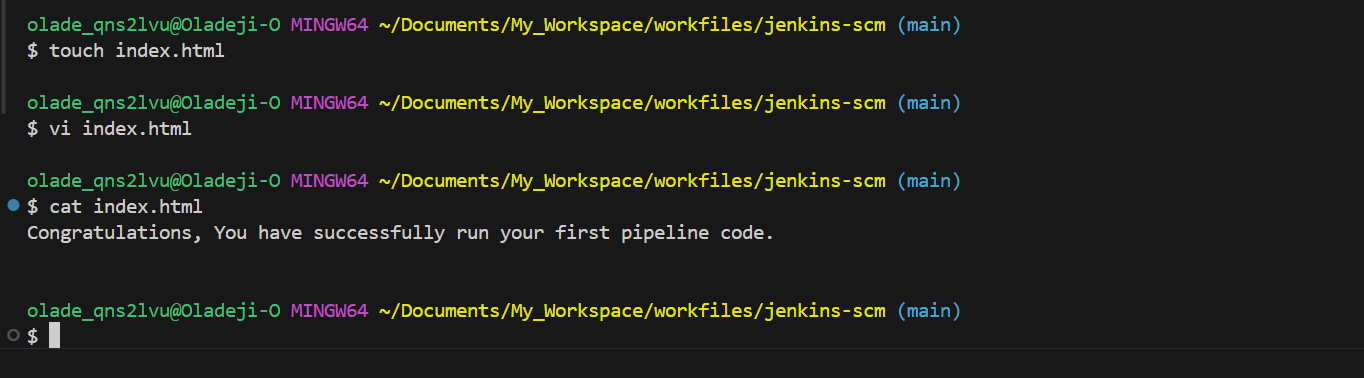 olade_qns2lvu@Oladeji-O MINGW64 ~/Documents/My_Workspace/workfiles/jenkins-scm (main)
$ touch index.html
olade_qns2lvu@Oladeji-O MINGW64 ~/Documents/My_Workspace/workfiles/jenkins-scm (main)
$ vi index.html
olade_qns2lvu@Oladeji-O MINGW64 ~/Documents/My_Workspace/workfiles/jenkins-scm (main)
$ cat index.html
Congratulations, You have successfully run your first pipeline code.
olade_qns2lvu@Oladeji-O MINGW64 ~/Documents/My_Workspace/workfiles/jenkins-scm (main)
$